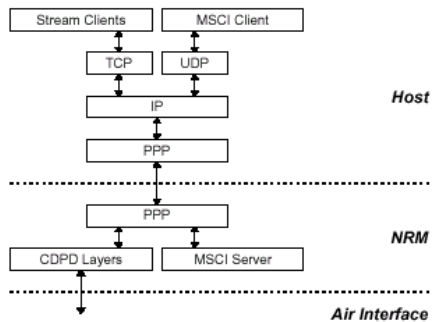 Stream Clients MSCI Client
TCP UDP
IP
Host
PPP
PPP
NRM
CDPD Layers MSCI Server
Air Interface